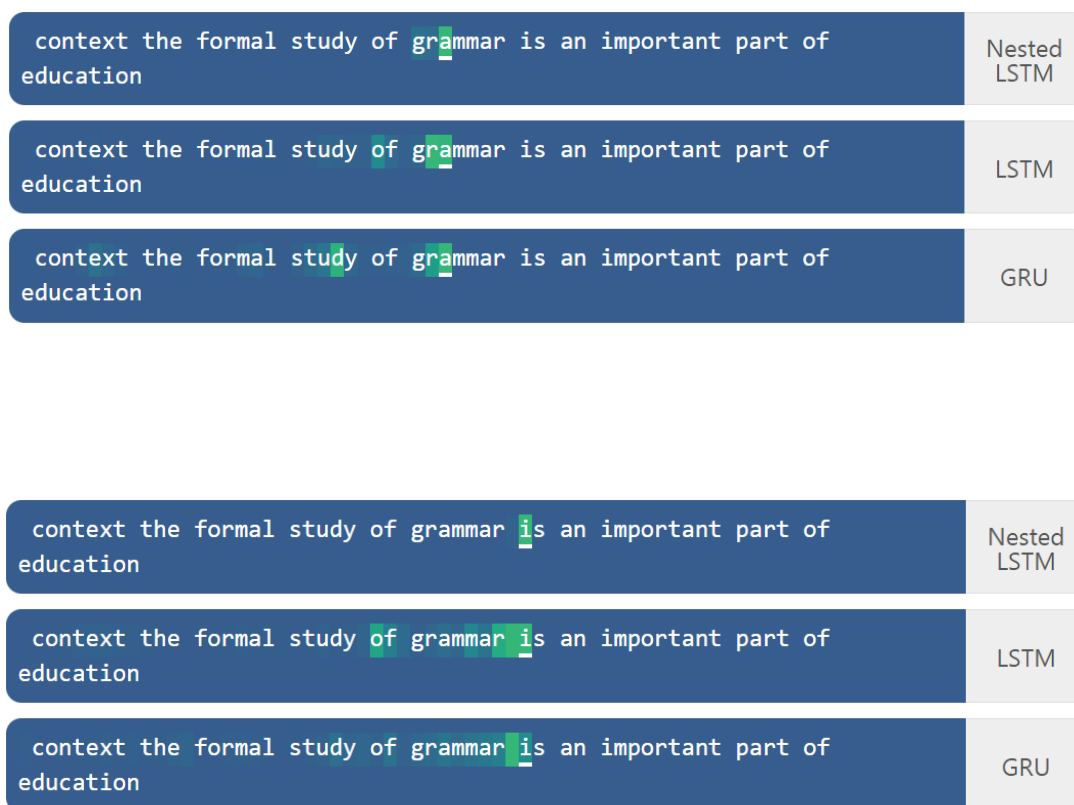 context the formal study of grammar is an important part of
education
Nested
LSTM
context the formal study of grammar is an important part of
education
LSTM
context the formal study of grammar is an important part of
education
GRU
context the formal study of grammar is an important part of
education
Nested
LSTM
context the formal study of grammar is an important part of
education
LSTM
context the formal study of grammar is an important part of
education
GRU